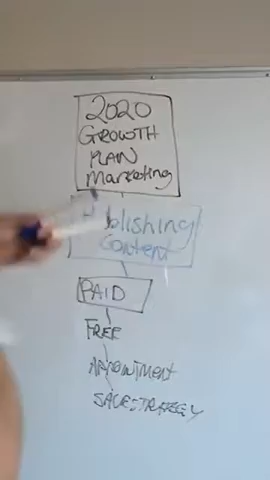 2020
GROWTH
PLAN
Marketing
Publishing
Content
PAID
FREE
APPOINTMENT
SALES STRATEGY